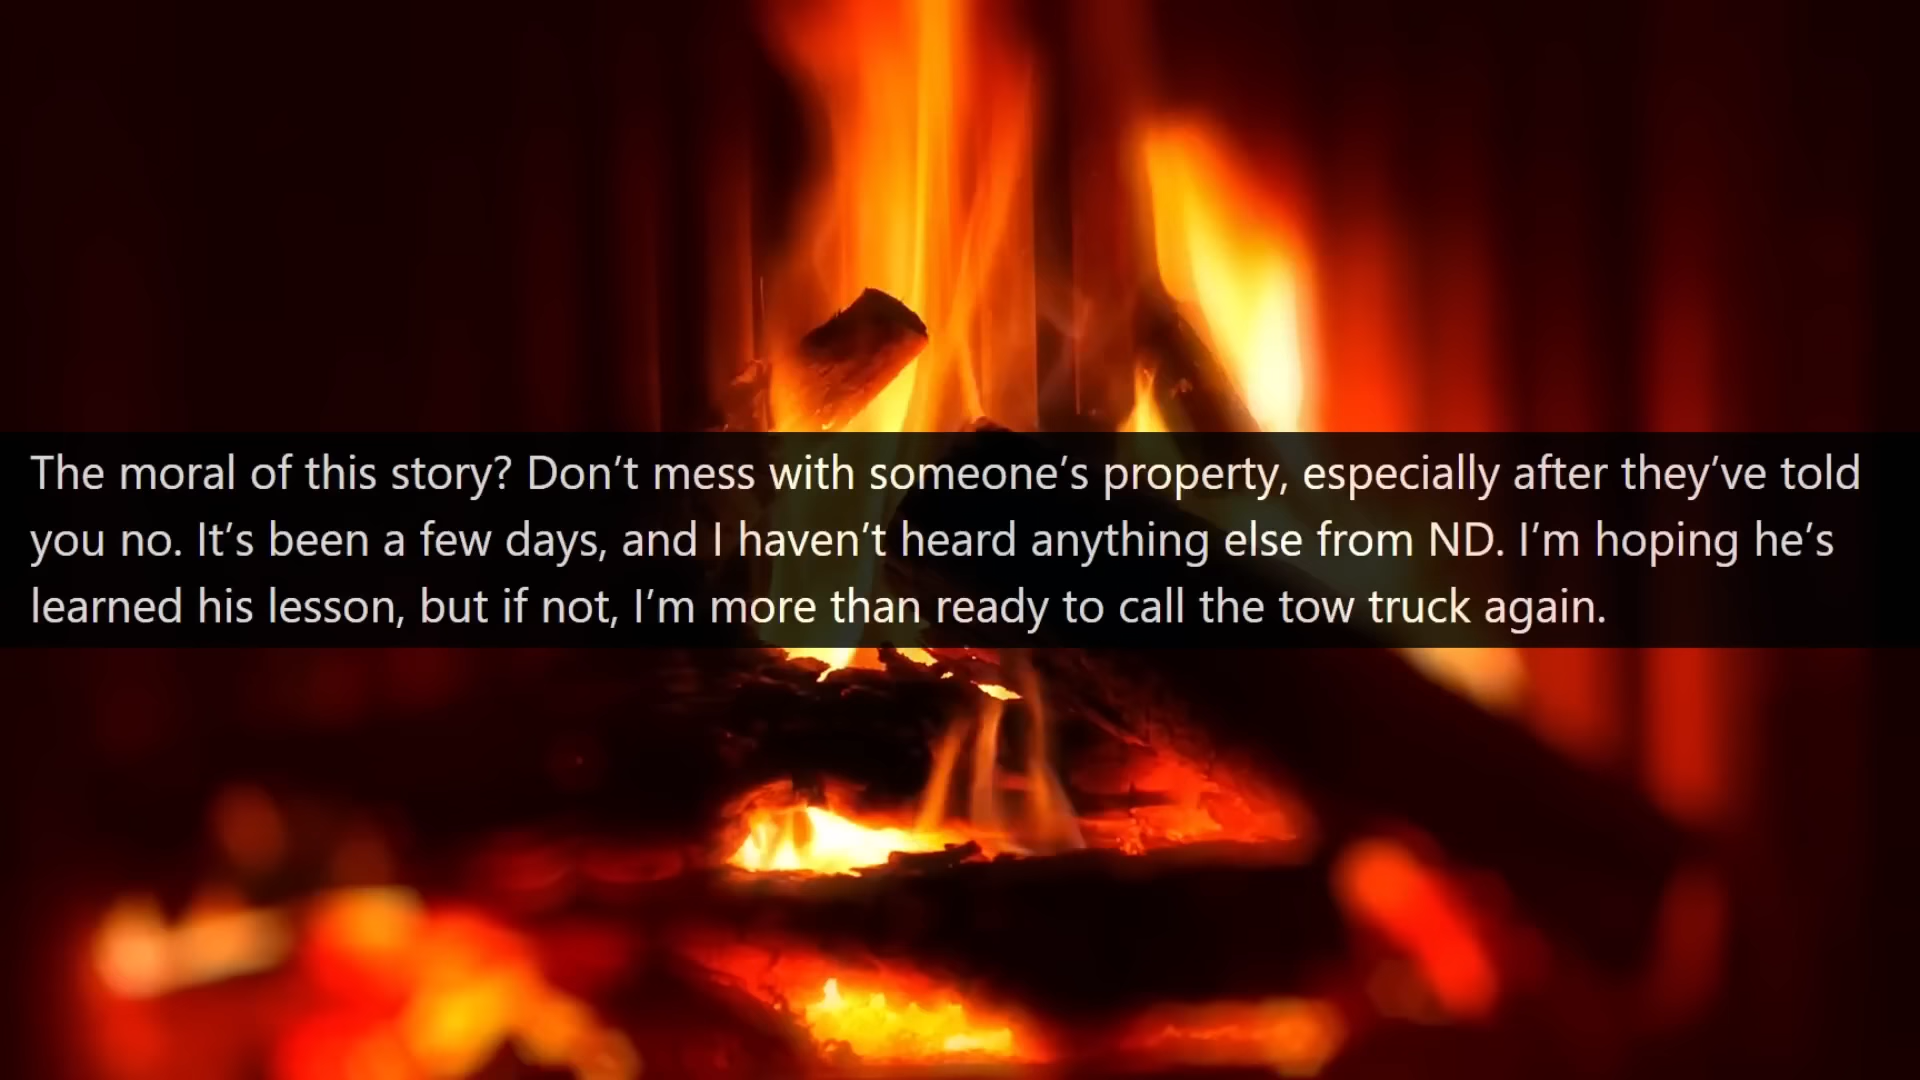 The moral of this story? Don’t mess with someone’s property, especially after they’ve told
you no. It’s been a few days, and I haven’t heard anything else from ND. I’m hoping he’s
learned his lesson, but if not, I’m more than ready to call the tow truck again.